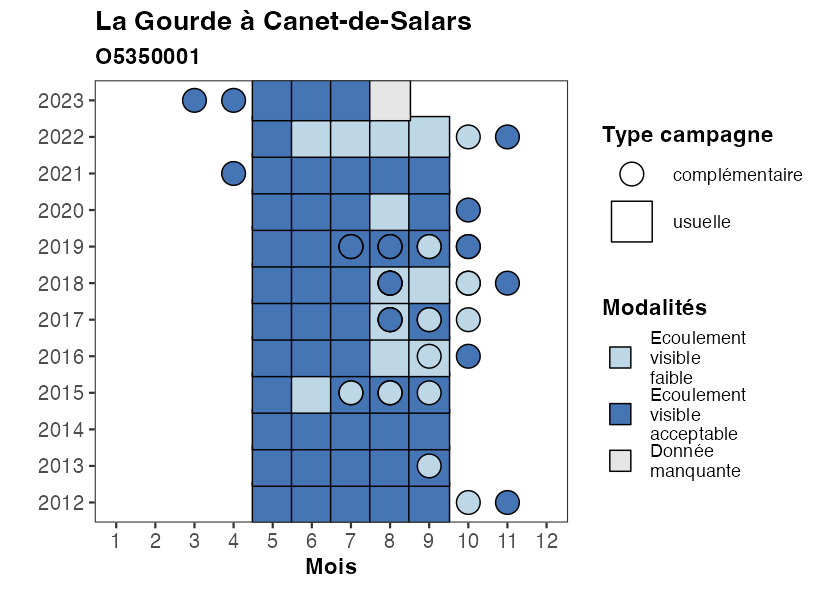 La Gourde à Canet-de-Salars
O5350001
2023
2022
2021
2020
2019
2018
2017
2016
2015
2014
2013
2012
1 2 3 4 5 6 7 8 9 10 11 12
Mois
Type campagne
complémentaire
usuelle
Modalités
Ecoulement
visible
faible
Ecoulement
visible
acceptable
Donnée
manquante